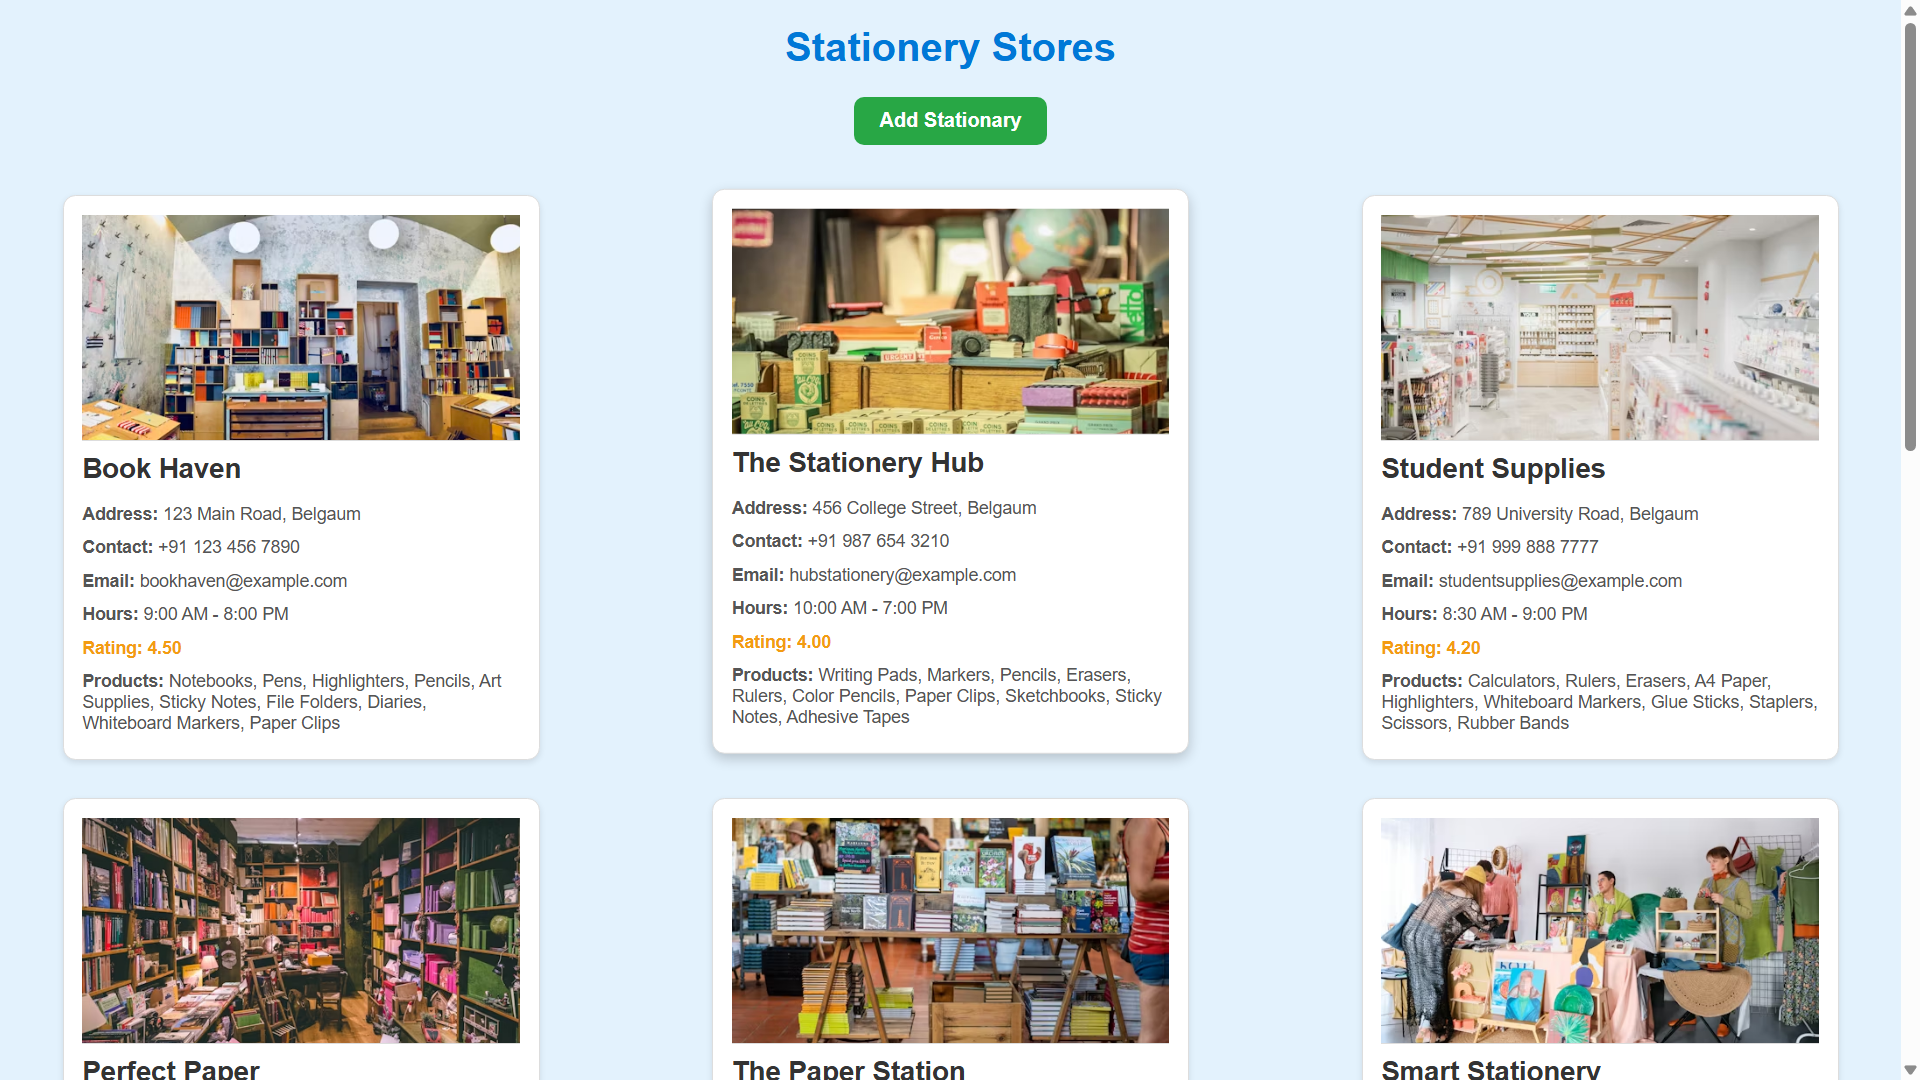 Stationery Stores
Add Stationary
Book Haven
Address: 123 Main Road, Belgaum
Contact: +91 123 456 7890
Email: bookhaven@example.com
Hours: 9:00 AM - 8:00 PM
Rating: 4.50
Products: Notebooks, Pens, Highlighters, Pencils, Art
Supplies, Sticky Notes, File Folders, Diaries,
Whiteboard Markers, Paper Clips
URGENT
COINS
COINS
COINS
COINS
COINS
The Stationery Hub
Address: 456 College Street, Belgaum
Contact: +91 987 654 3210
Email: hubstationery@example.com
Hours: 10:00 AM - 7:00 PM
Rating: 4.00
Products: Writing Pads, Markers, Pencils, Erasers,
Rulers, Color Pencils, Paper Clips, Sketchbooks, Sticky
Notes, Adhesive Tapes
Student Supplies
Address: 789 University Road, Belgaum
Contact: +91 999 888 7777
Email: studentsupplies@example.com
Hours: 8:30 AM - 9:00 PM
Rating: 4.20
Products: Calculators, Rulers, Erasers, A4 Paper,
Highlighters, Whiteboard Markers, Glue Sticks, Staplers,
Scissors, Rubber Bands
Perfect Paper
The Paper Station
Smart Stationery